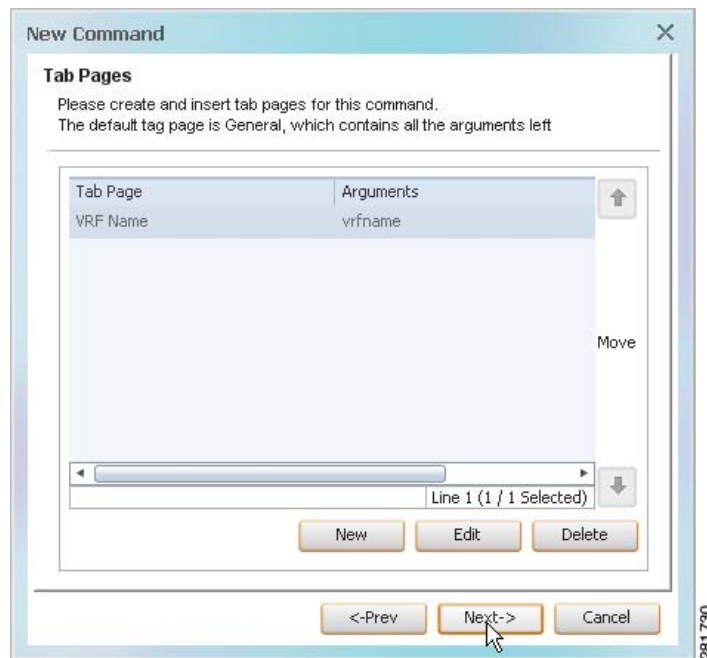 New Command
Tab Pages
Please create and insert tab pages for this command.
The default tag page is General, which contains all the arguments left
Tab Page Arguments
VRF Name vrfname
Move
Line 1 (1 / 1 Selected)
New Edit Delete
<-Prev Next-> Cancel
281730